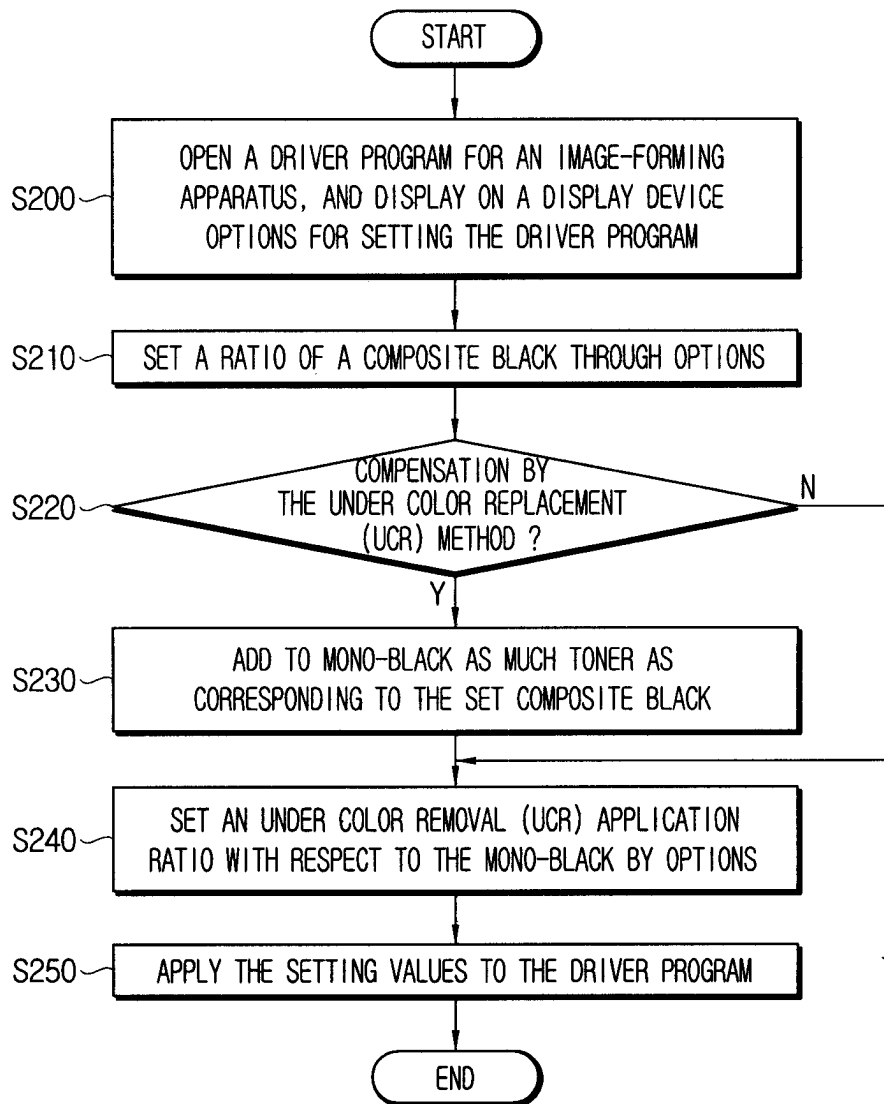 START
S200
OPEN A DRIVER PROGRAM FOR AN IMAGE-FORMING
APPARATUS, AND DISPLAY ON A DISPLAY DEVICE
OPTIONS FOR SETTING THE DRIVER PROGRAM
S210
SET A RATIO OF A COMPOSITE BLACK THROUGH OPTIONS
S220
COMPENSATION BY
THE UNDER COLOR REPLACEMENT
(UCR) METHOD ?
N
Y
S230
ADD TO MONO-BLACK AS MUCH TONER AS
CORRESPONDING TO THE SET COMPOSITE BLACK
S240
SET AN UNDER COLOR REMOVAL (UCR) APPLICATION
RATIO WITH RESPECT TO THE MONO-BLACK BY OPTIONS
S250
APPLY THE SETTING VALUES TO THE DRIVER PROGRAM
END